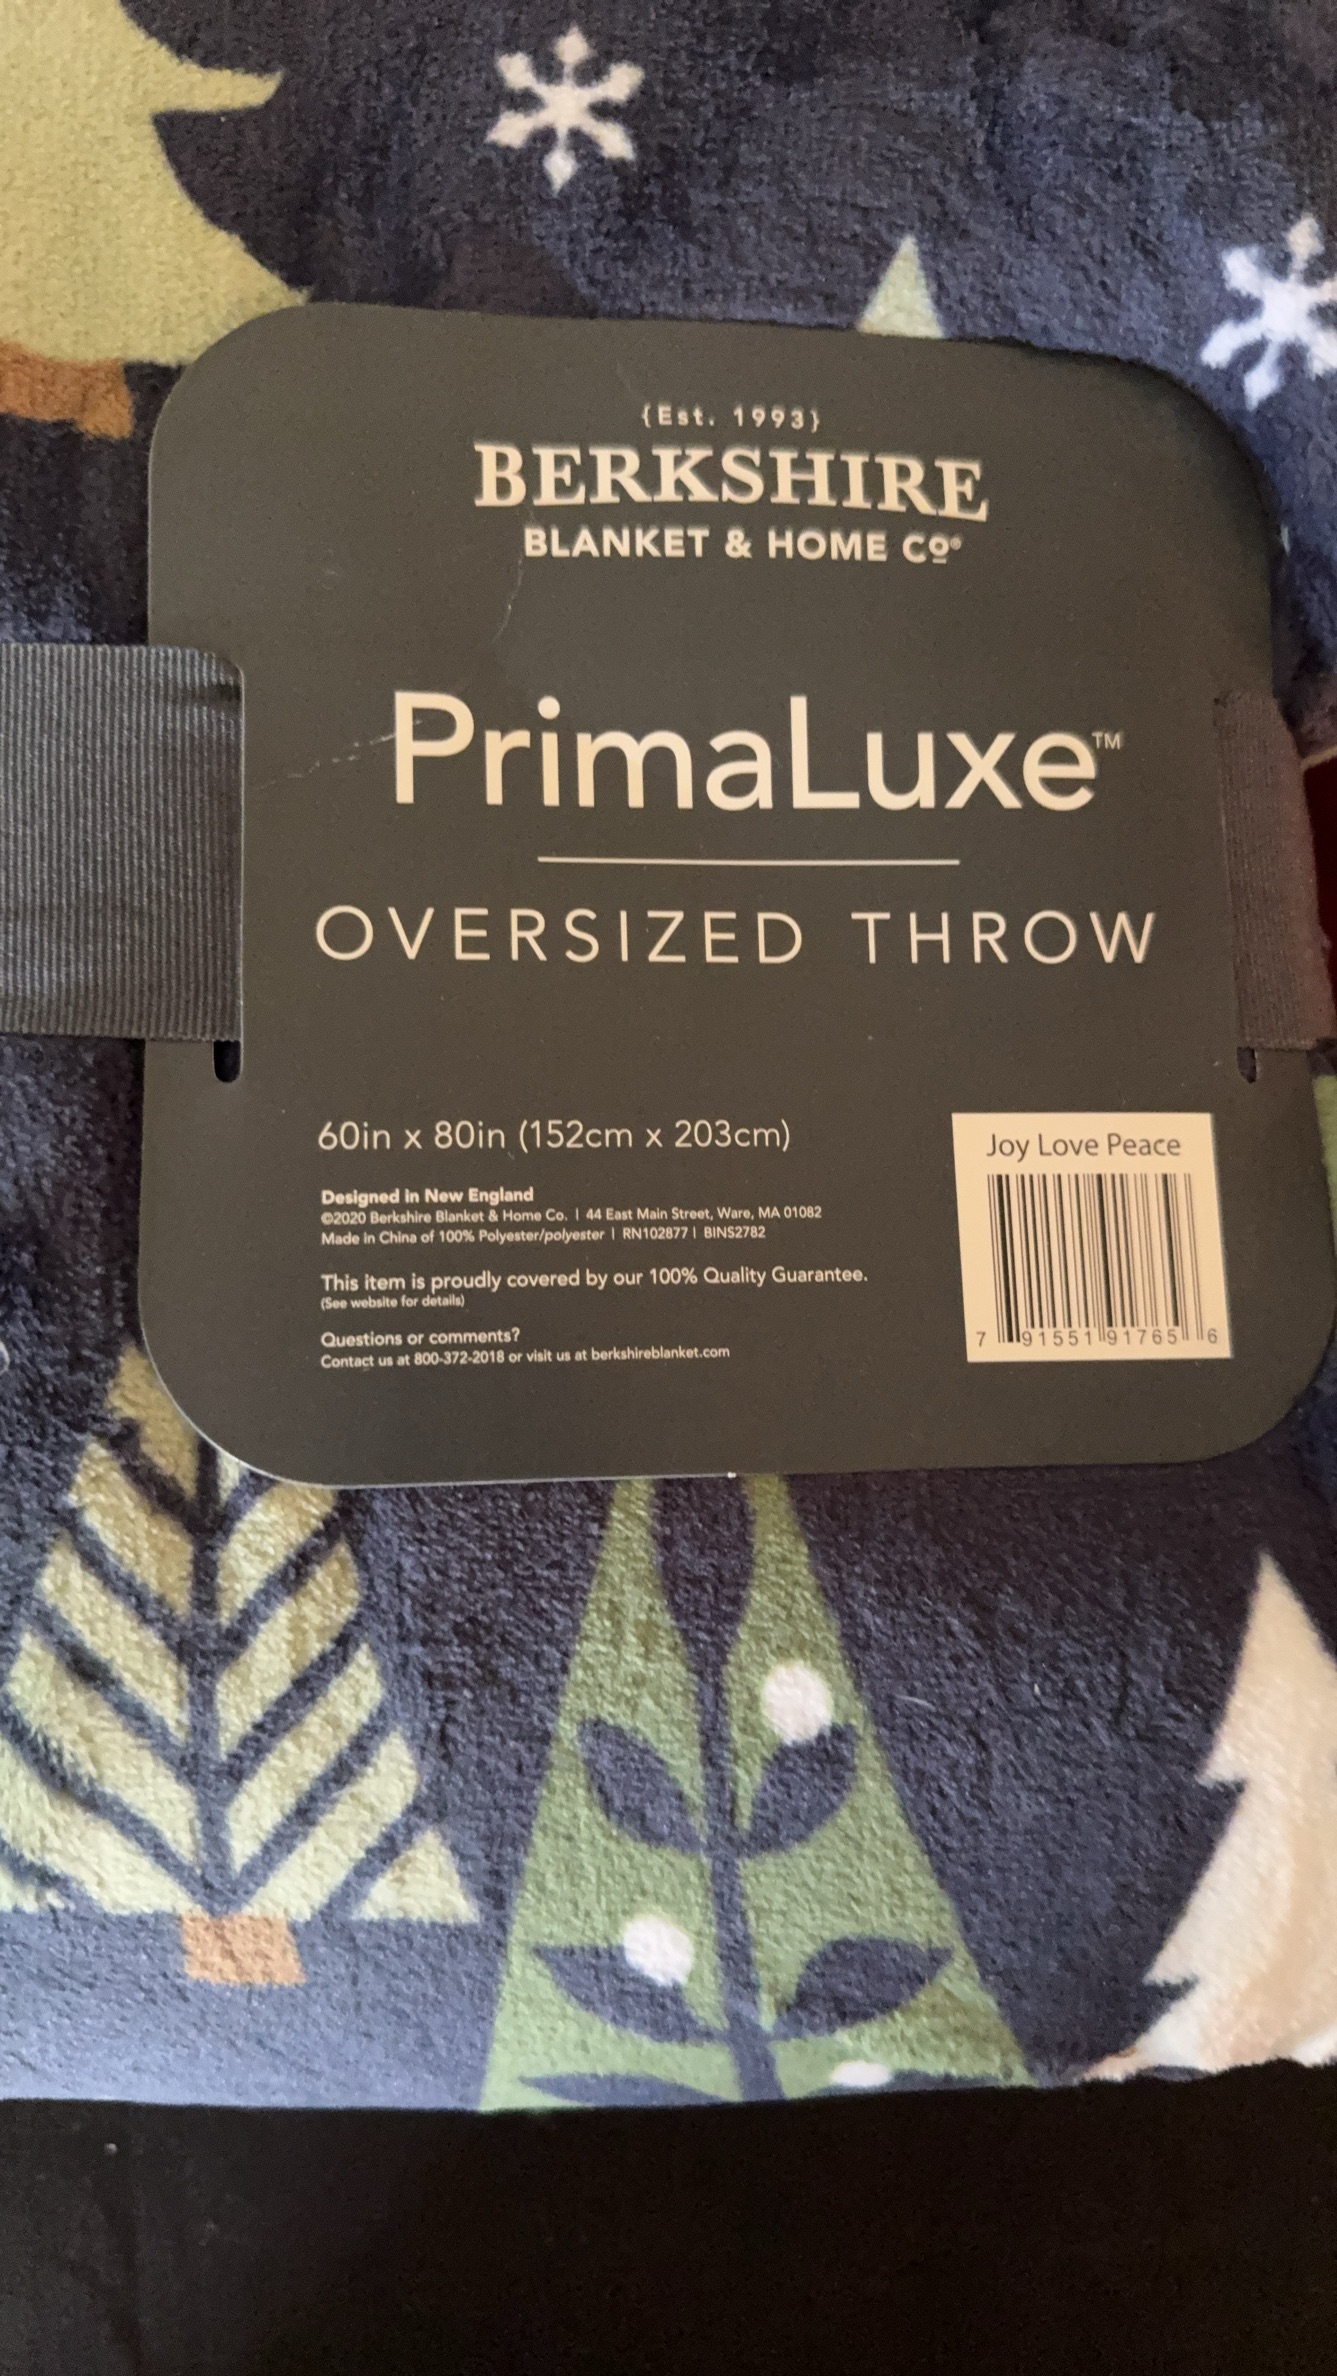 {Est. 1993}
BERKSHIRE
BLANKET & HOME Cº®
PrimaLuxe™
OVERSIZED THROW
60in x 80in (152cm x 203cm)
Designed in New England
©2020 Berkshire Blanket & Home Co. | 44 East Main Street, Ware, MA 01082
Made in China of 100% Polyester/polyester | RN102877 | BINS2782
This item is proudly covered by our 100% Quality Guarantee.
(See website for details)
Questions or comments?
Contact us at 800-372-2018 or visit us at berkshireblanket.com
Joy Love Peace
7 91551 91765 6